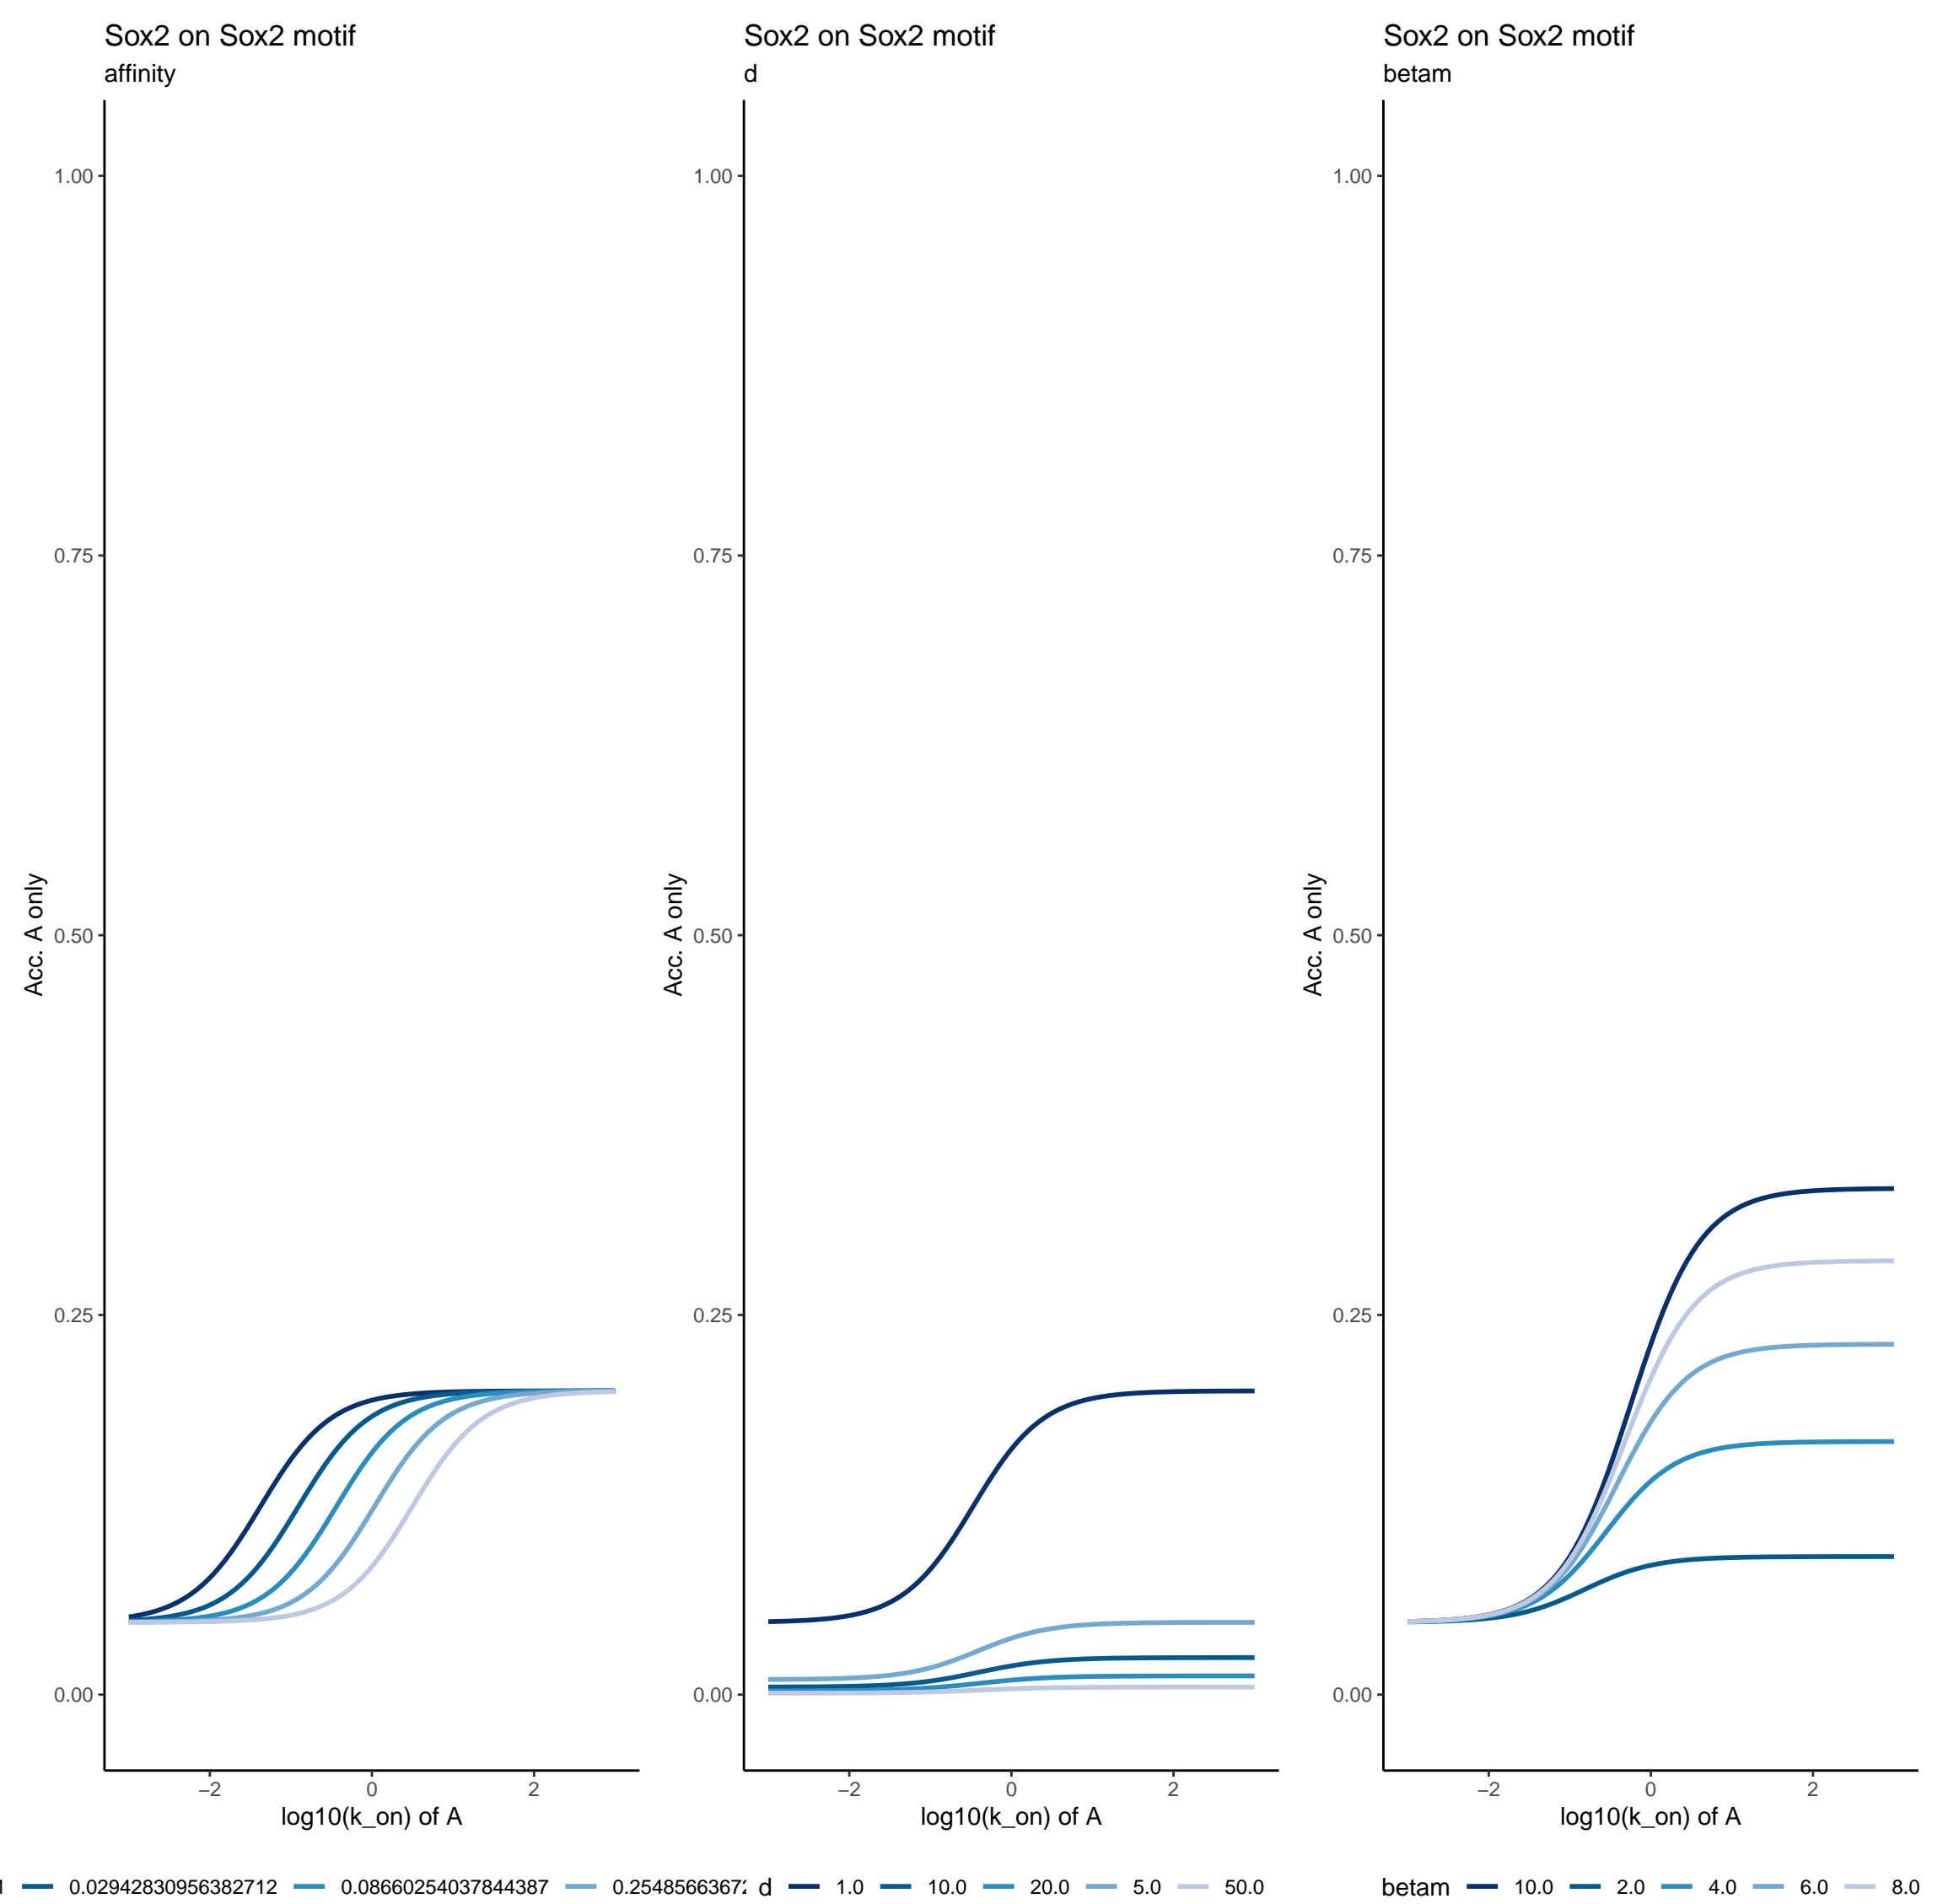 Sox2 on Sox2 motif
affinity
1.00
0.75
0.50
0.25
0.00
Acc. A only
−2 0 2
log10(k_on) of A
0.02942830956382712 0.08660254037844387 0.2548566367
Sox2 on Sox2 motif
d
1.00
0.75
0.50
0.25
0.00
Acc. A only
−2 0 2
log10(k_on) of A
d 1.0 10.0 20.0 5.0 50.0
Sox2 on Sox2 motif
betam
1.00
0.75
0.50
0.25
0.00
Acc. A only
−2 0 2
log10(k_on) of A
betam 10.0 2.0 4.0 6.0 8.0